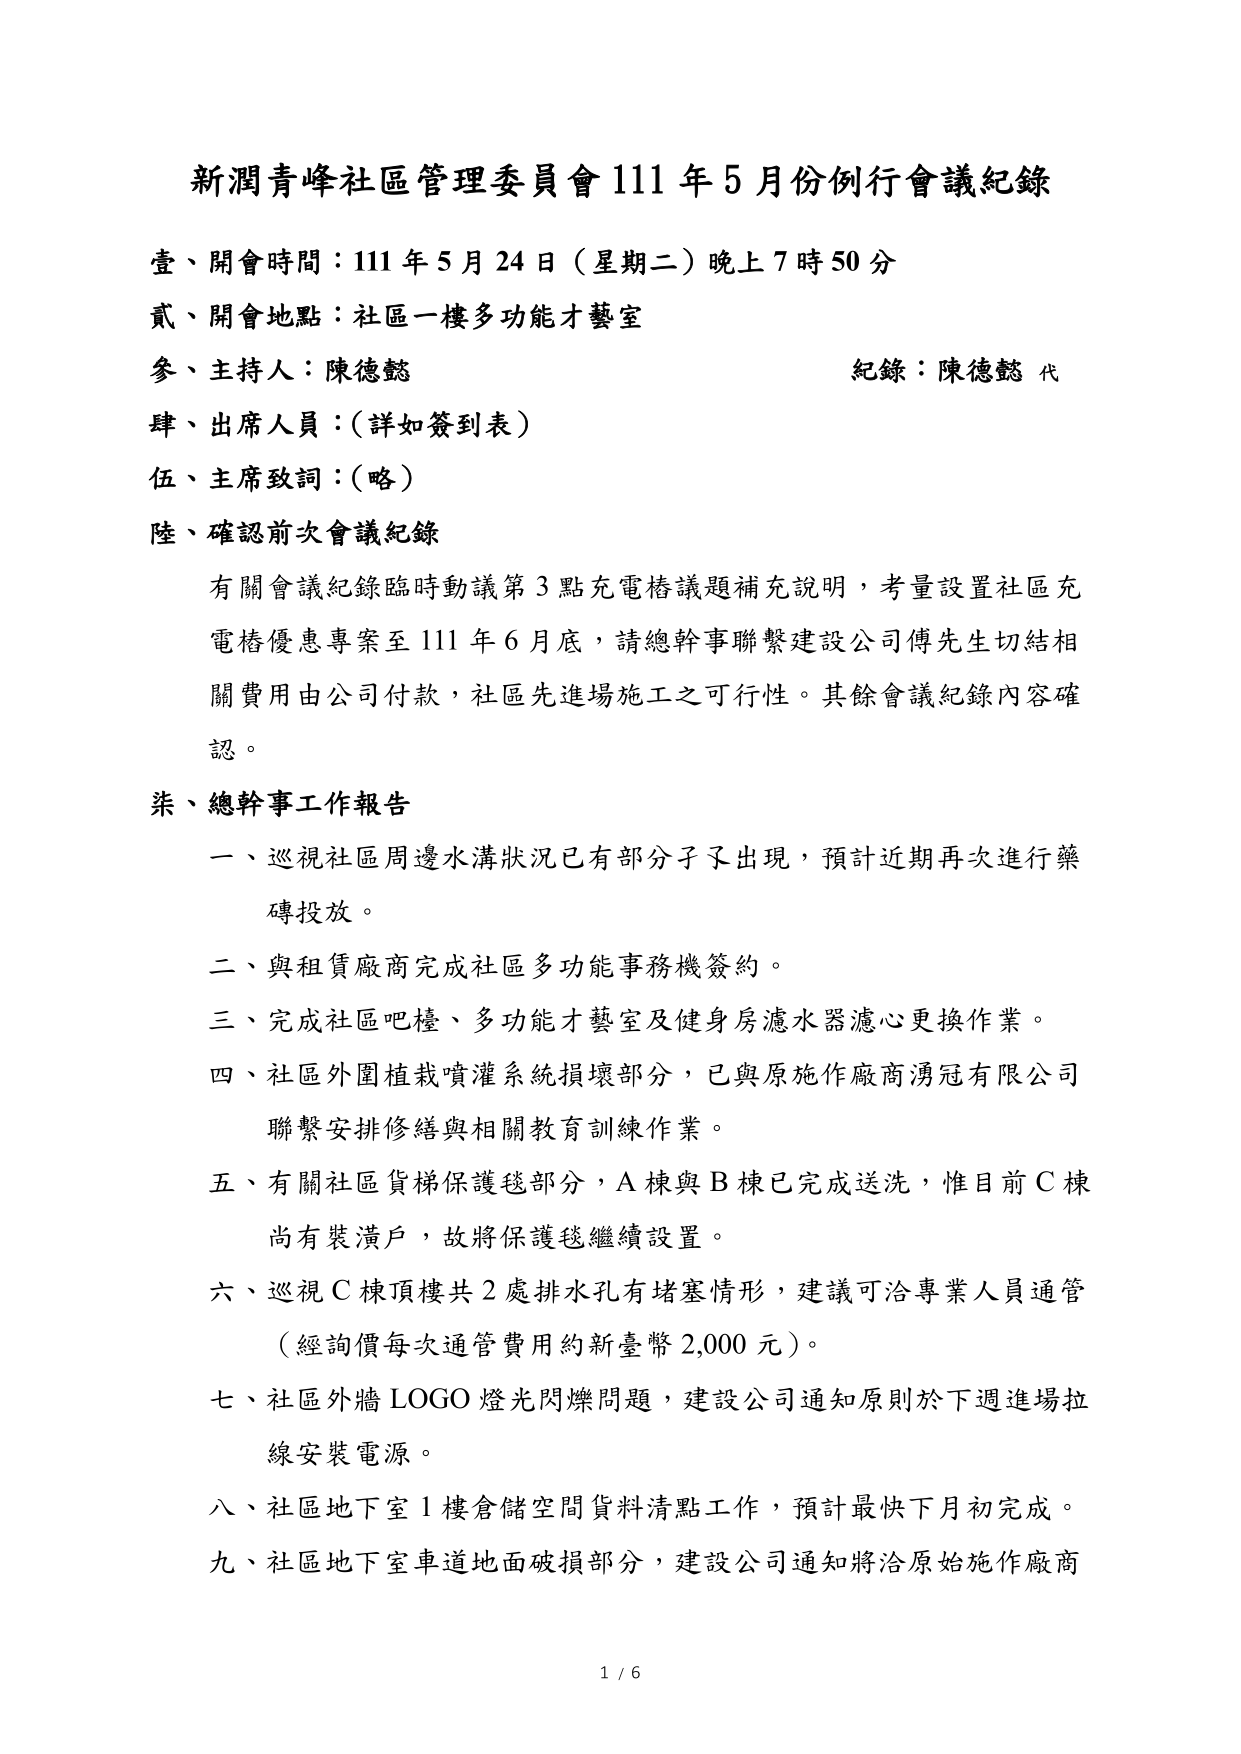 新潤青峰社區管理委員會 111 年 5 月份例行會議紀錄
壹、開會時間：111 年 5 月 24 日（星期二）晚上 7 時 50 分
貳、開會地點：社區一樓多功能才藝室
參、主持人：陳德懿 紀錄：陳德懿 代
肆、出席人員：（詳如簽到表）
伍、主席致詞：（略）
陸、確認前次會議紀錄
有關會議紀錄臨時動議第 3 點充電樁議題補充說明，考量設置社區充
電樁優惠專案至 111 年 6 月底，請總幹事聯繫建設公司傅先生切結相
關費用由公司付款，社區先進場施工之可行性。其餘會議紀錄內容確
認。
柒、總幹事工作報告
一、巡視社區周邊水溝狀況已有部分孑孓出現，預計近期再次進行藥
磚投放。
二、與租賃廠商完成社區多功能事務機簽約。
三、完成社區吧檯、多功能才藝室及健身房濾水器濾心更換作業。
四、社區外圍植栽噴灌系統損壞部分，已與原施作廠商湧冠有限公司
聯繫安排修繕與相關教育訓練作業。
五、有關社區貨梯保護毯部分，A 棟與 B 棟已完成送洗，惟目前 C 棟
尚有裝潢戶，故將保護毯繼續設置。
六、巡視 C 棟頂樓共 2 處排水孔有堵塞情形，建議可洽專業人員通管
（經詢價每次通管費用約新臺幣 2,000 元）。
七、社區外牆 LOGO 燈光閃爍問題，建設公司通知原則於下週進場拉
線安裝電源。
八、社區地下室 1 樓倉儲空間貨料清點工作，預計最快下月初完成。
九、社區地下室車道地面破損部分，建設公司通知將洽原始施作廠商
1 / 6